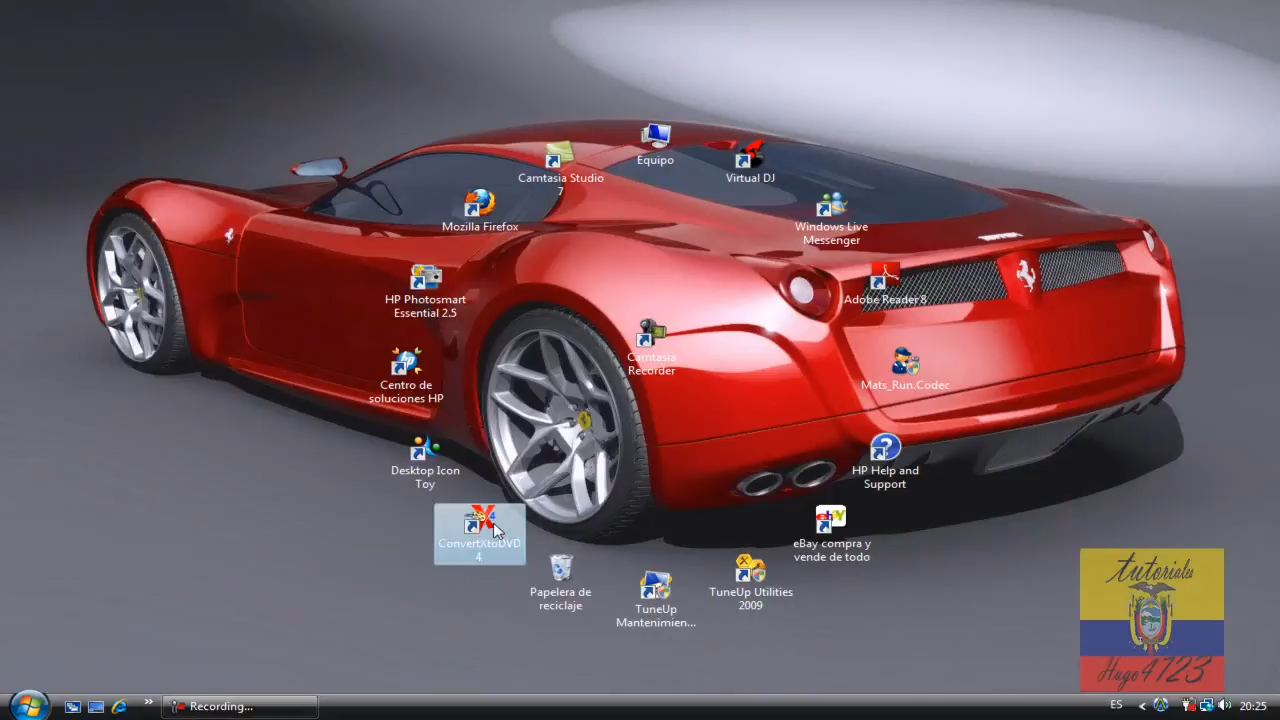 Equipo
Camtasia Studio
7
Virtual DJ
Mozilla Firefox
Windows Live
Messenger
HP Photosmart
Essential 2.5
Adobe Reader 8
Camtasia
Recorder
Centro de
soluciones HP
Mats_Run.Codec
Desktop Icon
Toy
HP Help and
Support
ConvertXtoDVD
4
eBay compra y
vende de todo
Papelera de
reciclaje
TuneUp
Mantenimien...
TuneUp Utilities
2009
tutoriales
Hugo4723
Recording...
ES
20:25